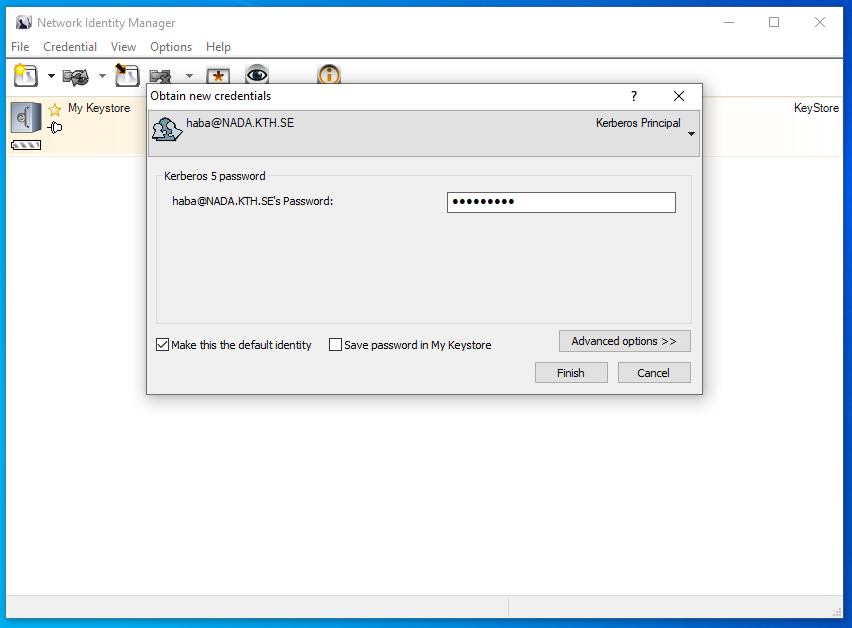 Network Identity Manager
File Credential View Options Help
Obtain new credentials
My Keystore
KeyStore
haba@NADA.KTH.SE
Kerberos Principal
Kerberos 5 password
haba@NADA.KTH.SE's Password:
Make this the default identity
Save password in My Keystore
Advanced options >>
Finish
Cancel